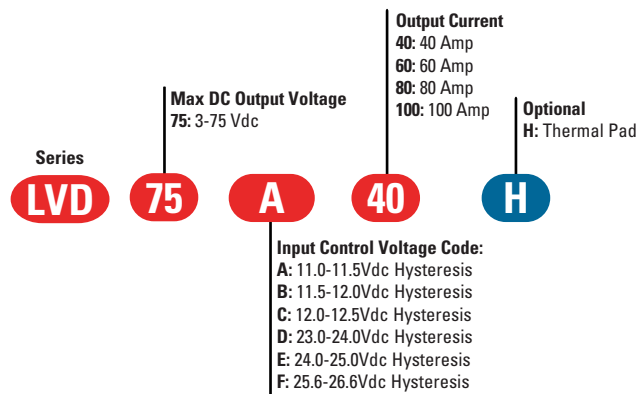 Output Current
40: 40 Amp
60: 60 Amp
80: 80 Amp
100: 100 Amp
Max DC Output Voltage
75: 3-75 Vdc
Optional
H: Thermal Pad
Series
LVD 75 A 40 H
Input Control Voltage Code:
A: 11.0-11.5Vdc Hysteresis
B: 11.5-12.0Vdc Hysteresis
C: 12.0-12.5Vdc Hysteresis
D: 23.0-24.0Vdc Hysteresis
E: 24.0-25.0Vdc Hysteresis
F: 25.6-26.6Vdc Hysteresis